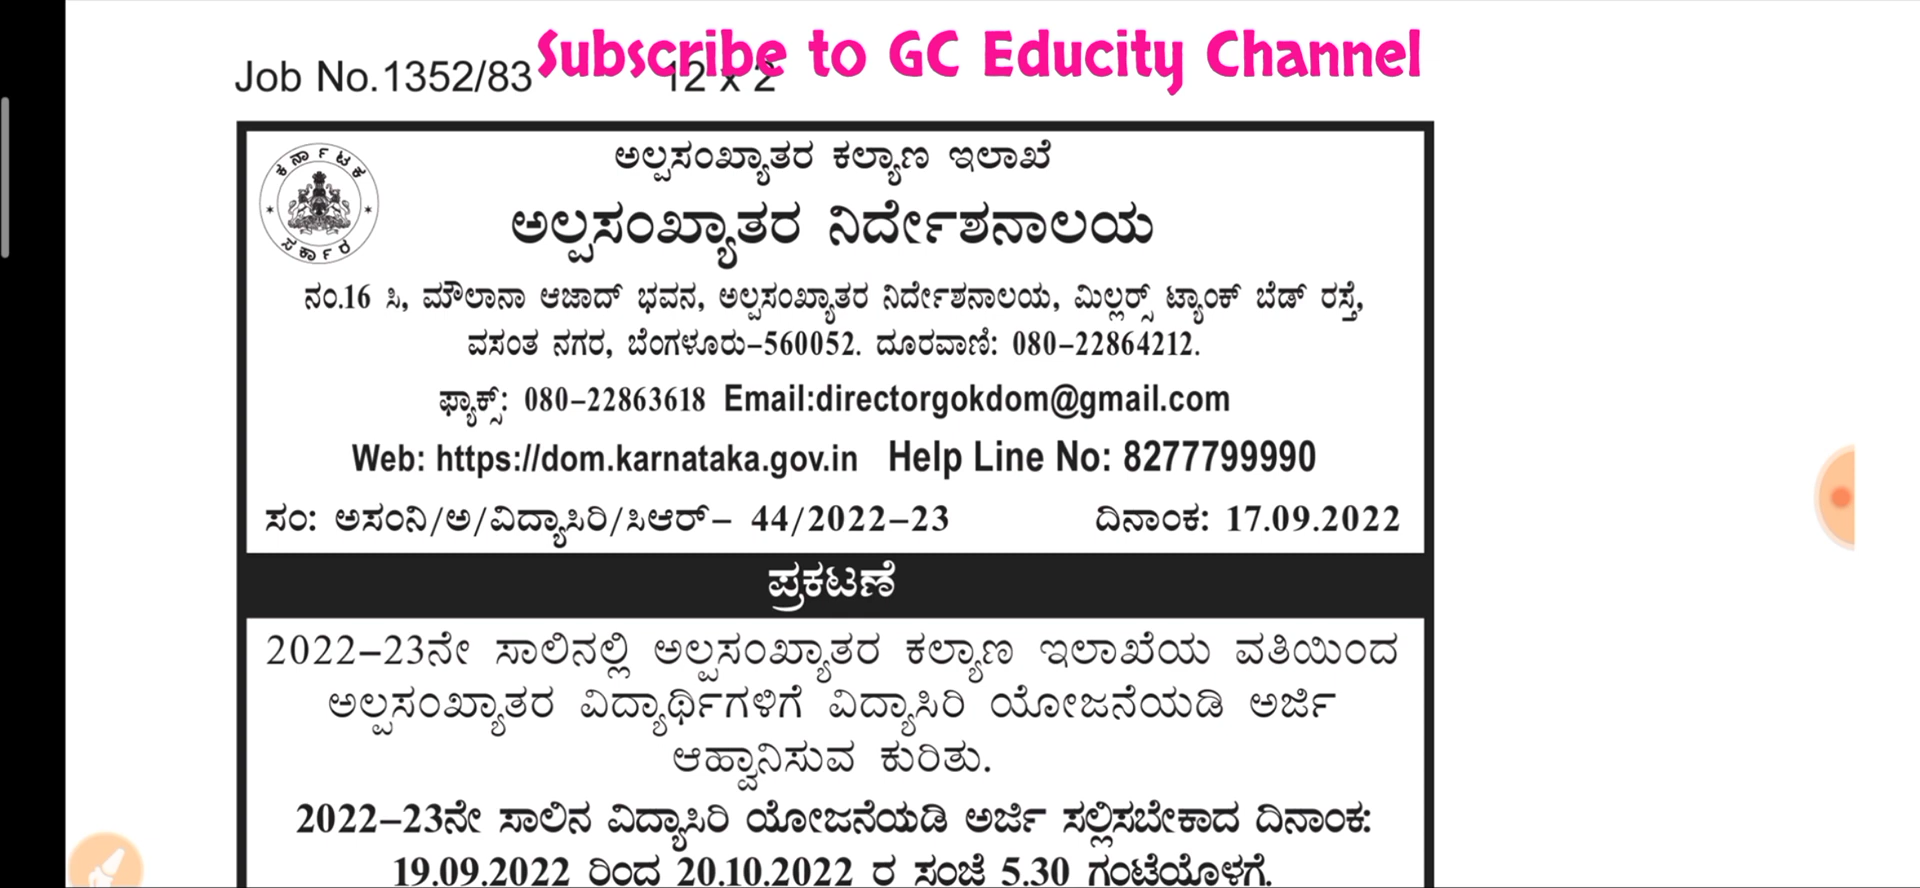 Subscribe to GC Educity Channel
Job No.1352/83 12 x 2
ಕರ್ನಾಟಕ
ಸರ್ಕಾರ
ಅಲ್ಪಸಂಖ್ಯಾತರ ಕಲ್ಯಾಣ ಇಲಾಖೆ
ಅಲ್ಪಸಂಖ್ಯಾತರ ನಿರ್ದೇಶನಾಲಯ
ನಂ.16 ಸಿ, ಮೌಲಾನಾ ಆಜಾದ್ ಭವನ, ಅಲ್ಪಸಂಖ್ಯಾತರ ನಿರ್ದೇಶನಾಲಯ, ಮಿಲ್ಲರ್ಸ್ ಟ್ಯಾಂಕ್ ಬೆಡ್ ರಸ್ತೆ,
ವಸಂತ ನಗರ, ಬೆಂಗಳೂರು–560052. ದೂರವಾಣಿ: 080–22864212.
ಫ್ಯಾಕ್ಸ್: 080–22863618 Email:directorgokdom@gmail.com
Web: https://dom.karnataka.gov.in Help Line No: 8277799990
ಸಂ: ಅಸಂನಿ/ಅ/ವಿದ್ಯಾಸಿರಿ/ಸಿಆರ್– 44/2022–23 ದಿನಾಂಕ: 17.09.2022
ಪ್ರಕಟಣೆ
2022–23ನೇ ಸಾಲಿನಲ್ಲಿ ಅಲ್ಪಸಂಖ್ಯಾತರ ಕಲ್ಯಾಣ ಇಲಾಖೆಯ ವತಿಯಿಂದ
ಅಲ್ಪಸಂಖ್ಯಾತರ ವಿದ್ಯಾರ್ಥಿಗಳಿಗೆ ವಿದ್ಯಾಸಿರಿ ಯೋಜನೆಯಡಿ ಅರ್ಜಿ
ಆಹ್ವಾನಿಸುವ ಕುರಿತು.
2022–23ನೇ ಸಾಲಿನ ವಿದ್ಯಾಸಿರಿ ಯೋಜನೆಯಡಿ ಅರ್ಜಿ ಸಲ್ಲಿಸಬೇಕಾದ ದಿನಾಂಕ:
19.09.2022 ರಿಂದ 20.10.2022 ರ ಸಂಜೆ 5.30 ಗಂಟೆಯೊಳಗೆ.